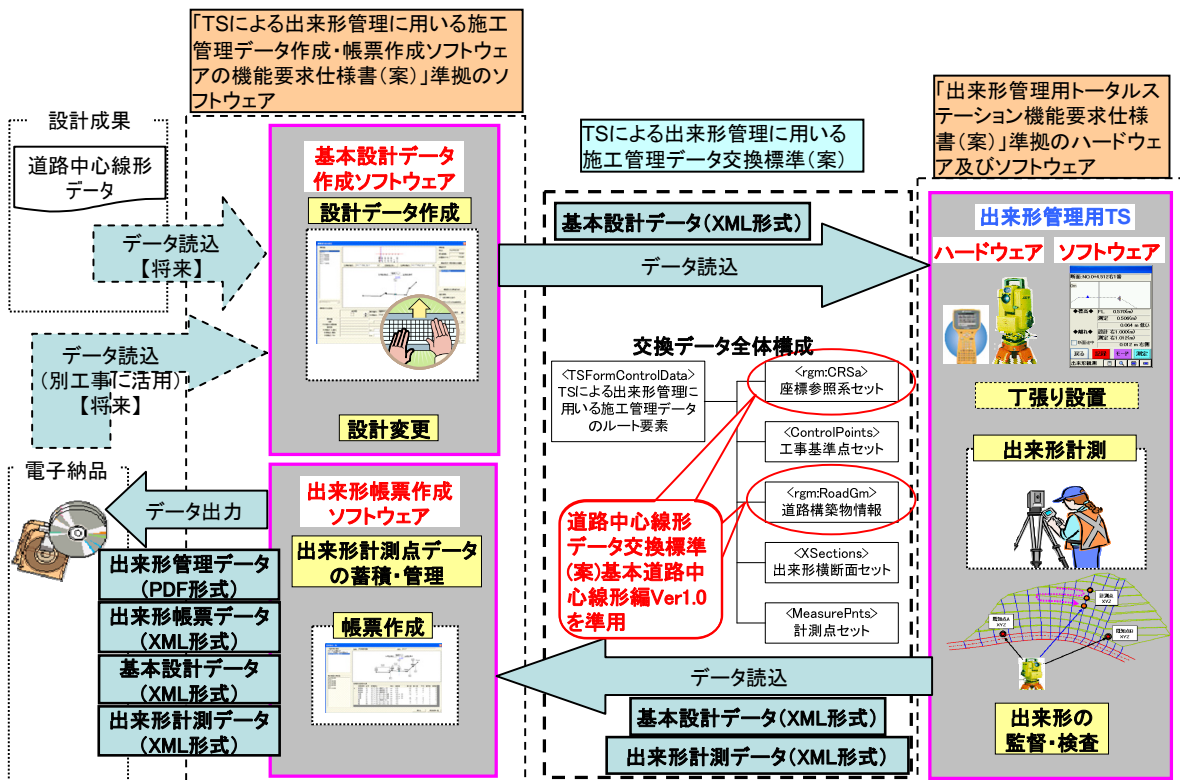 「TSによる出来形管理に用いる施工
管理データ作成・帳票作成ソフトウェ
アの機能要求仕様書(案)」準拠のソ
フトウェア
「出来形管理用トータルス
テーション機能要求仕様
書(案)」準拠のハードウェ
ア及びソフトウェア
TSによる出来形管理に用いる
施工管理データ交換標準(案)
設計成果
道路中心線形
データ
データ読込
【将来】
データ読込
(別工事に活用)
【将来】
基本設計データ
作成ソフトウェア
設計データ作成
設計変更
基本設計データ(XML形式)
データ読込
交換データ全体構成
<TSFormControlData>
TSによる出来形管理に
用いる施工管理データ
のルート要素
<rgm:CRSa>
座標参照系セット
<ControlPoints>
工事基準点セット
<rgm:RoadGm>
道路構築物情報
<XSections>
出来形横断面セット
<MeasurePnts>
計測点セット
道路中心線形
データ交換標準
(案)基本道路中
心線形編Ver1.0
を準用
データ読込
基本設計データ(XML形式)
出来形計測データ(XML形式)
出来形管理用TS
ハードウェア
ソフトウェア
丁張り設置
出来形計測
計測点
XYZ
出来形の
監督・検査
電子納品
データ出力
出来形管理データ
(PDF形式)
出来形帳票データ
(XML形式)
基本設計データ
(XML形式)
出来形計測データ
(XML形式)
出来形帳票作成
ソフトウェア
出来形計測点データ
の蓄積・管理
帳票作成